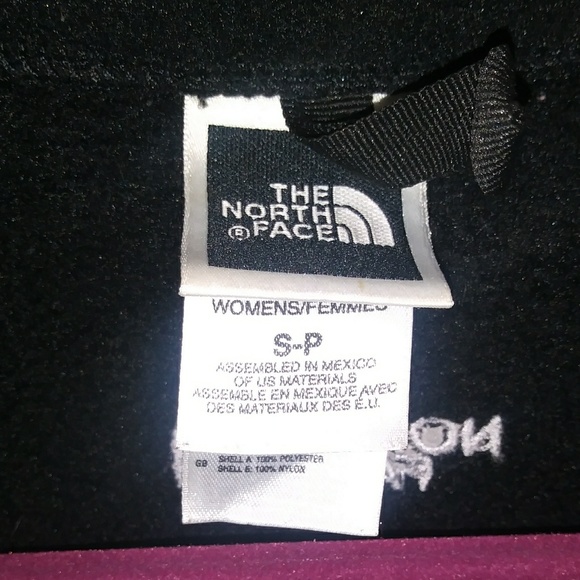 THE
NORTH
® FACE
WOMENS/FEMMES
S-P
ASSEMBLED IN MEXICO
OF US MATERIALS
ASSEMBLE EN MEXIQUE/AVEC
DES MATERIAUX DES E.U.
GB SHELL A: 100% POLYESTER
SHELL B: 100% NYLON